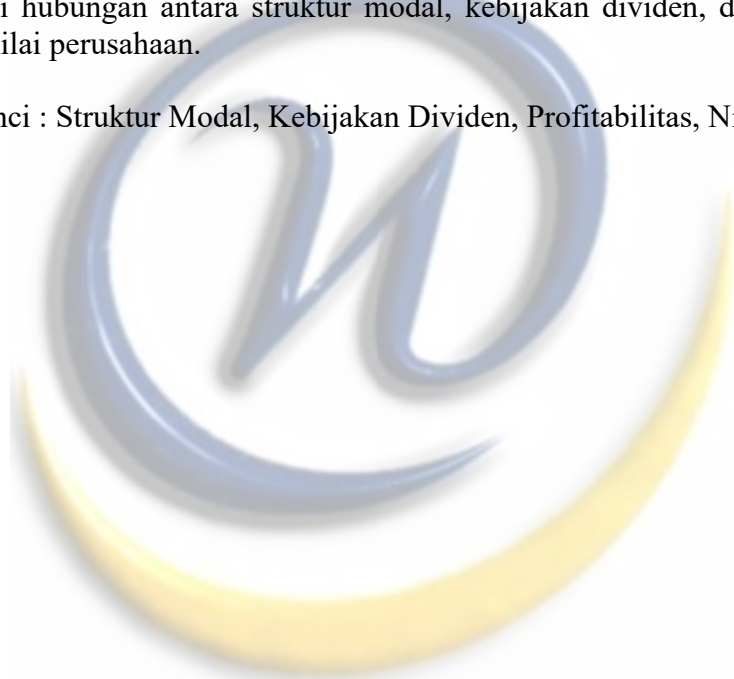 i hubungan antara struktur modal, kebijakan dividen, d
ilai perusahaan.
nci : Struktur Modal, Kebijakan Dividen, Profitabilitas, N